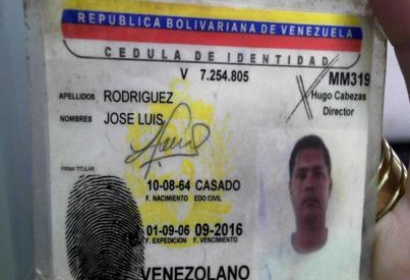 REPUBLICA BOLIVARIANA DE VENEZUELA
CEDULA DE IDENTIDAD
V 7.254.805
MM319
APELLIDOS RODRIGUEZ
Hugo Cabezas
NOMBRES JOSE LUIS
Director
FIRMA TITULAR
10-08-64 CASADO
F. NACIMIENTO EDO CIVIL
01-09-06 09-2016
F. EXPEDICION F. VENCIMIENTO
VENEZOLANO